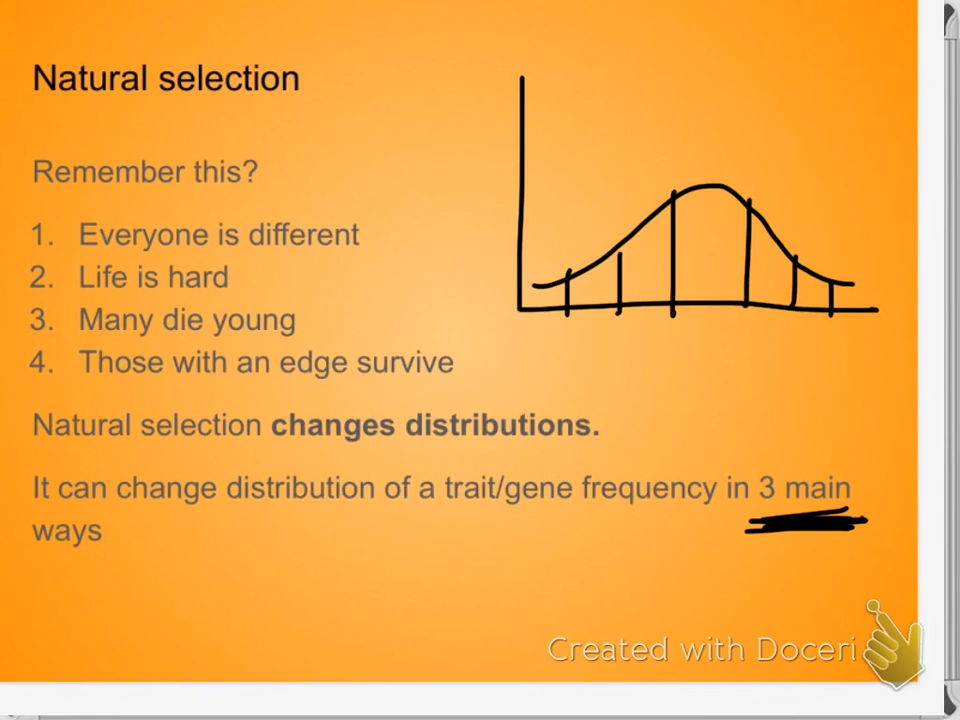 Natural selection
Remember this?
1. Everyone is different
2. Life is hard
3. Many die young
4. Those with an edge survive
Natural selection changes distributions.
It can change distribution of a trait/gene frequency in 3 main
ways
Created with Doceri